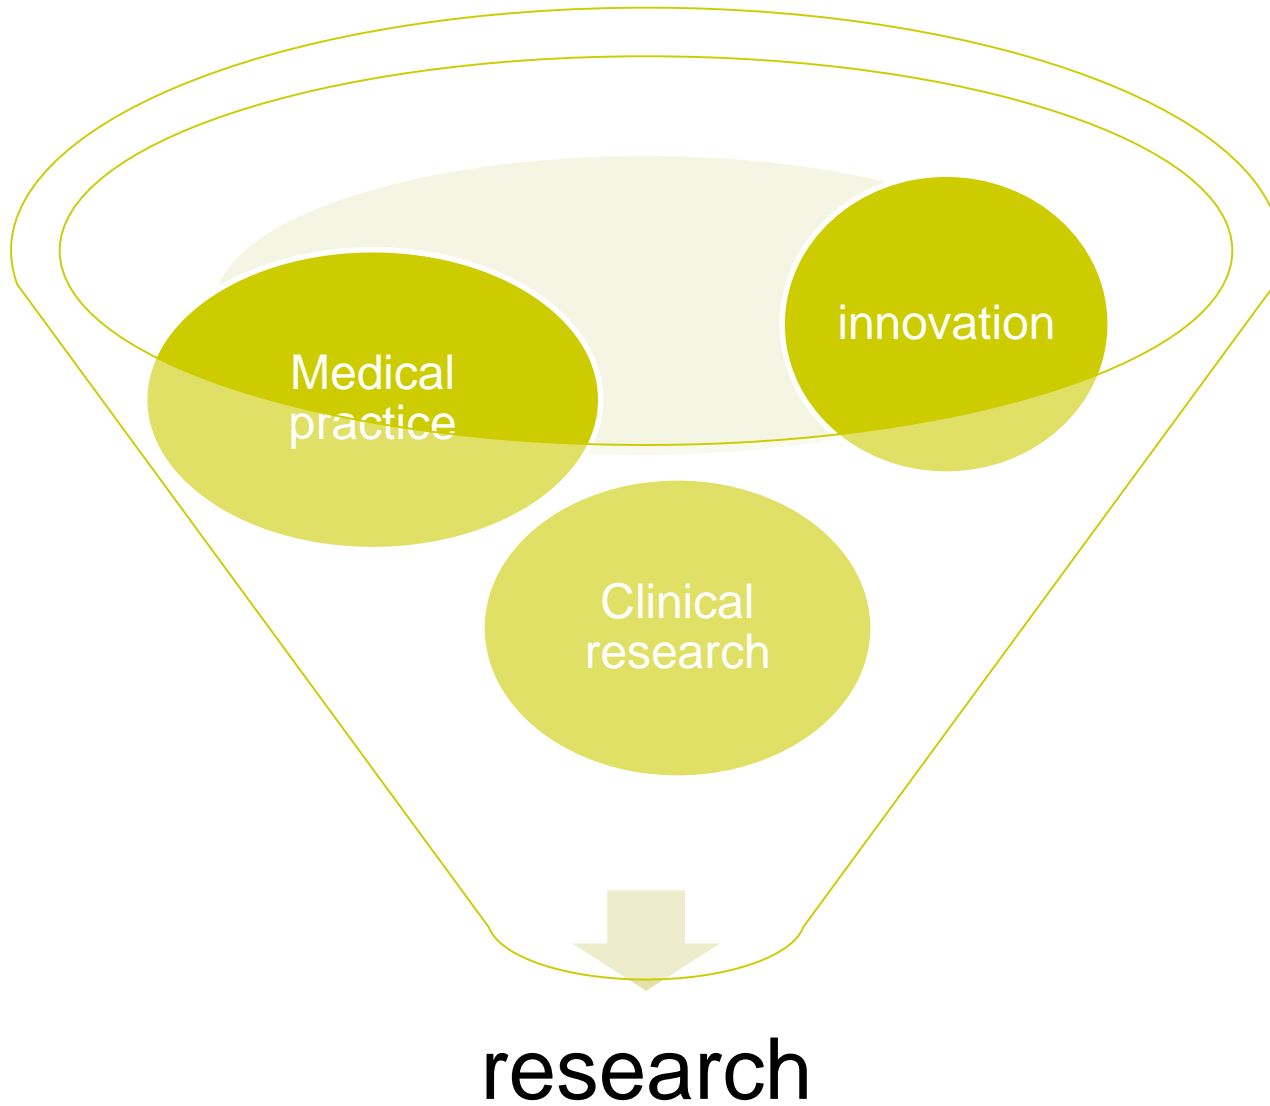 innovation
Medical
practice
Clinical
research
research